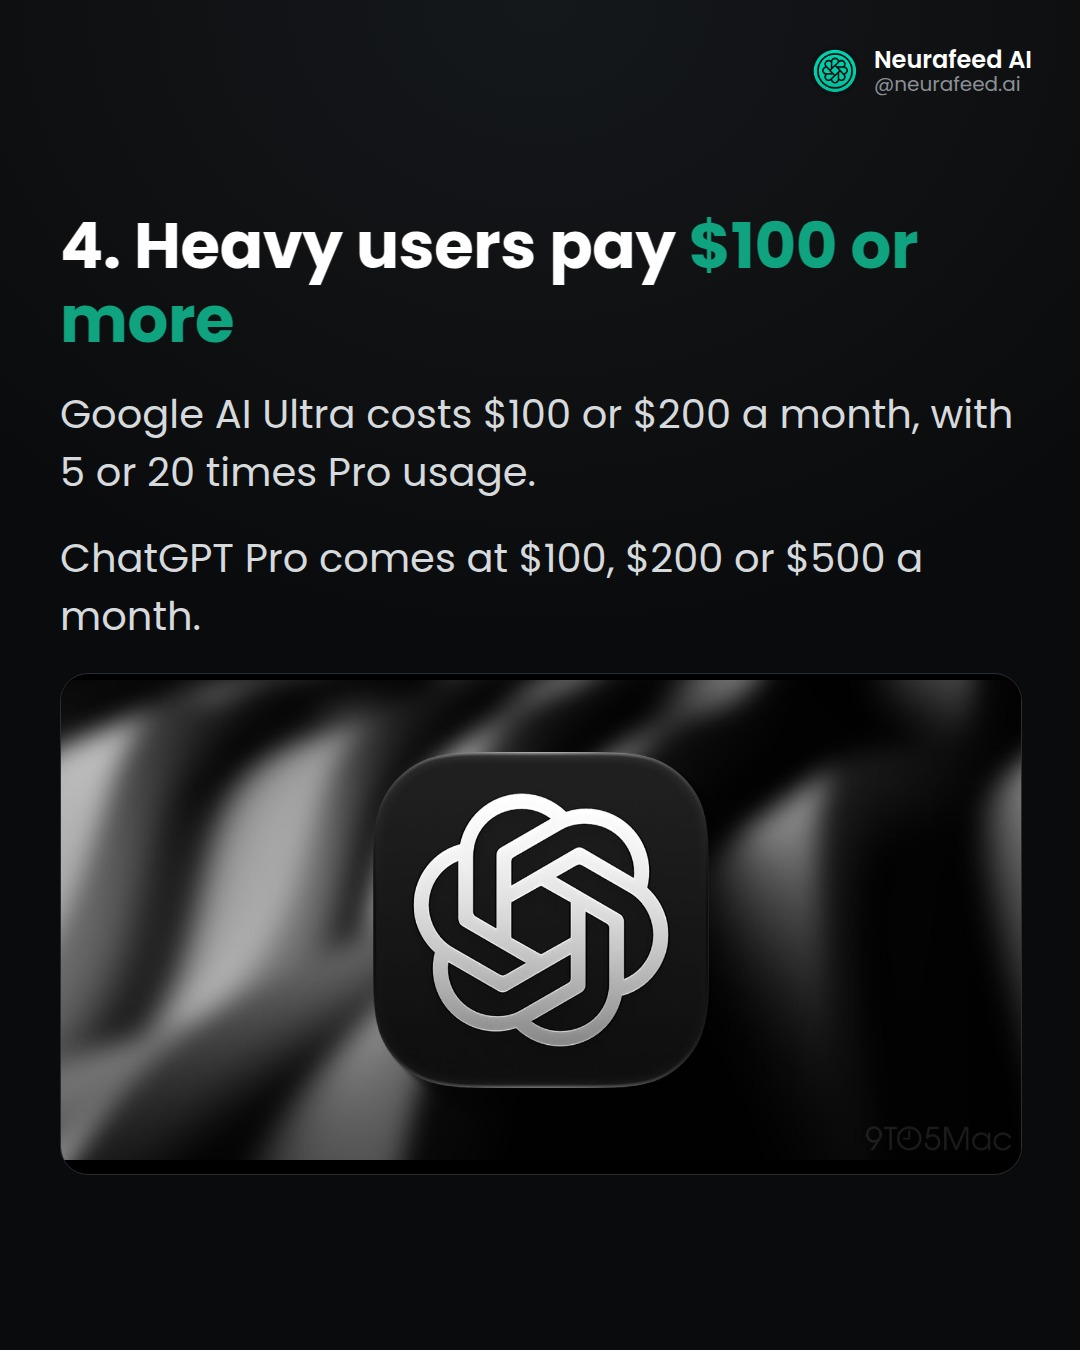 Neurafeed AI
@neurafeed.ai
4. Heavy users pay $100 or
more
Google AI Ultra costs $100 or $200 a month, with
5 or 20 times Pro usage.
ChatGPT Pro comes at $100, $200 or $500 a
month.
9TO5Mac